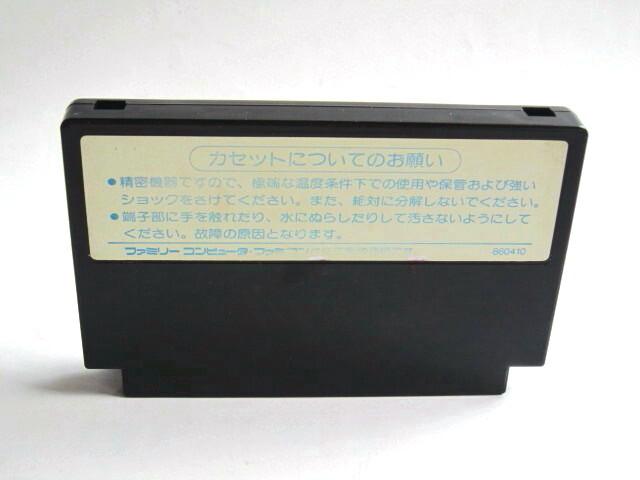 カセットについてのお願い
●精密機器ですので、極端な温度条件下での使用や保管および強い
ショックをさけてください。また、絶対に分解しないでください。
●端子部に手を触れたり、水にぬらしたりして汚さないようにして
ください。故障の原因となります。
ファミリーコンピュータ・ファミコン
860410